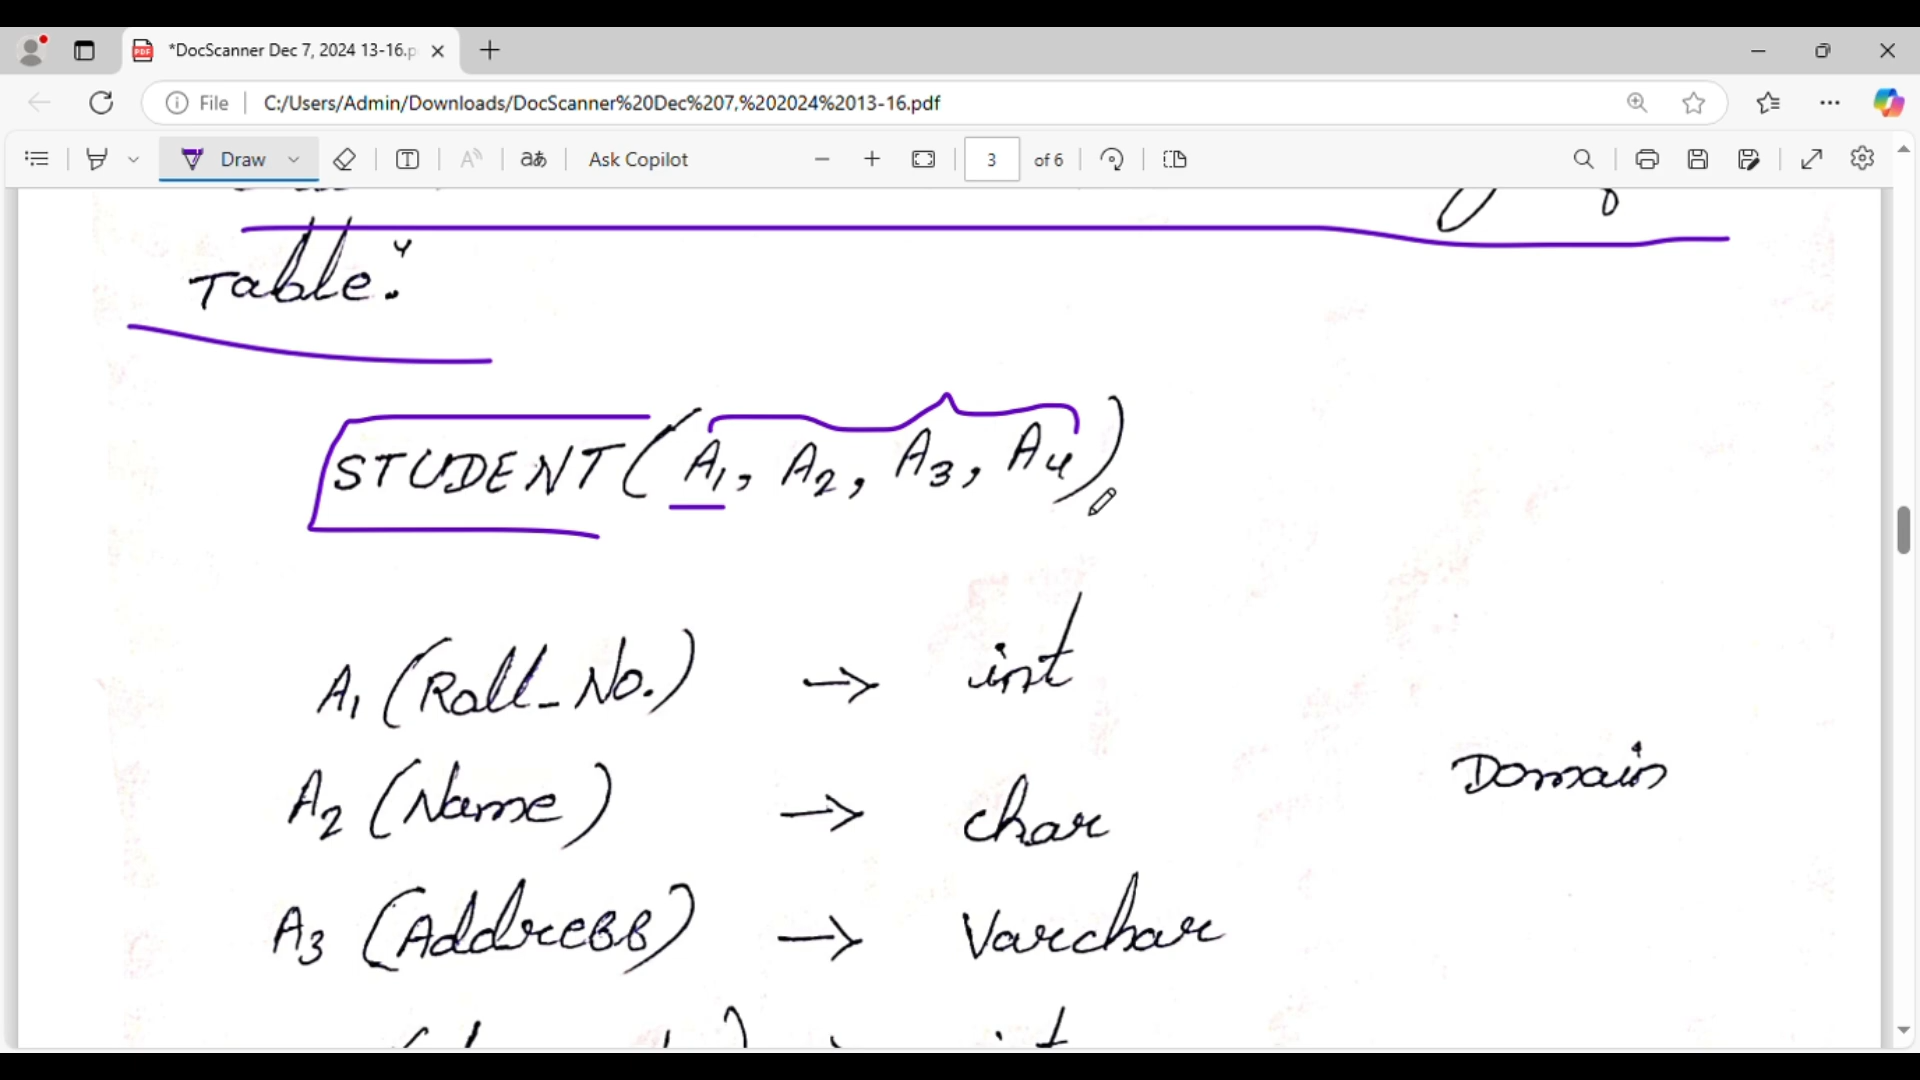 *DocScanner Dec 7, 2024 13-16.p
File C:/Users/Admin/Downloads/DocScanner%20Dec%207,%202024%2013-16.pdf
Draw T A aあ Ask Copilot 3 of 6
Table."
STUDENT(A1, A2, A3, A4)
A1 (Roll_No.) → int
A2 (Name) → char
Domain
A3 (Address) → Varchar